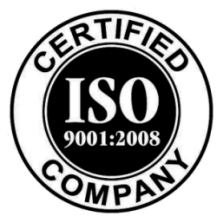 CERTIFIED
ISO
9001:2008
COMPANY